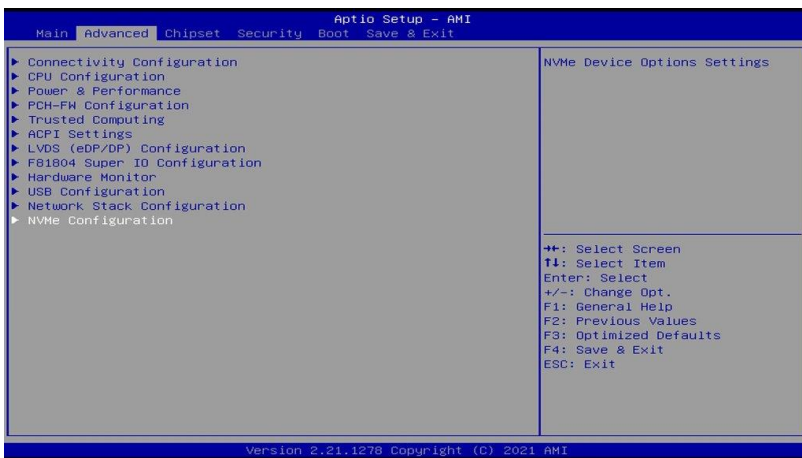 Aptio Setup – AMI
Main Advanced Chipset Security Boot Save & Exit
▶ Connectivity Configuration
▶ CPU Configuration
▶ Power & Performance
▶ PCH-FW Configuration
▶ Trusted Computing
▶ ACPI Settings
▶ LVDS (eDP/DP) Configuration
▶ F81804 Super IO Configuration
▶ Hardware Monitor
▶ USB Configuration
▶ Network Stack Configuration
▶ NVMe Configuration
NVMe Device Options Settings
→←: Select Screen
↑↓: Select Item
Enter: Select
+/-: Change Opt.
F1: General Help
F2: Previous Values
F3: Optimized Defaults
F4: Save & Exit
ESC: Exit
Version 2.21.1278 Copyright (C) 2021 AMI